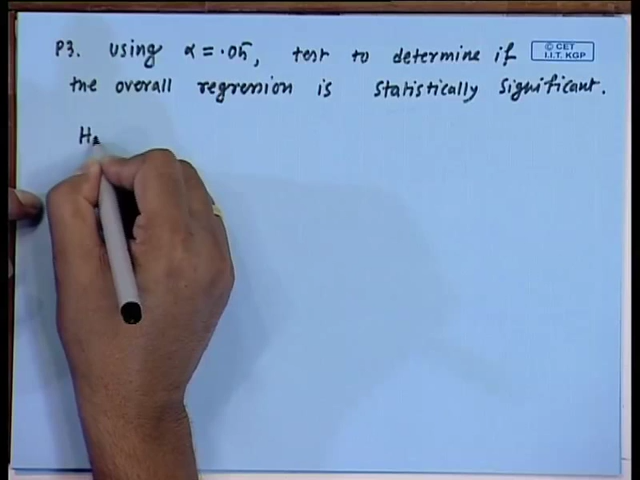 P3. Using α = .05, test to determine if
© CET
I.I.T. KGP
the overall regression is statistically significant.
H